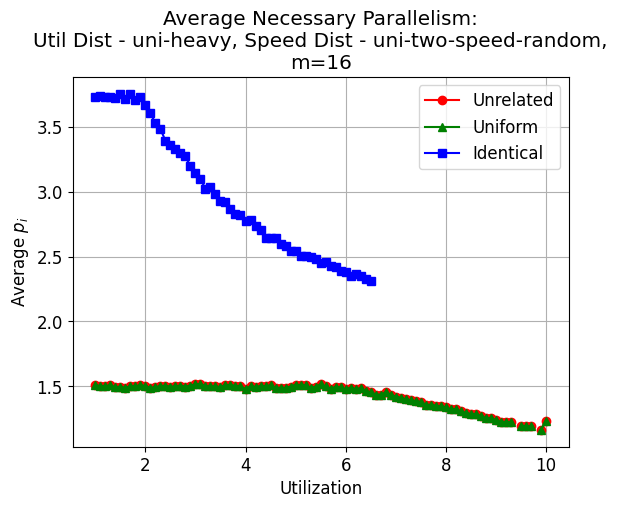 Average Necessary Parallelism:
Util Dist - uni-heavy, Speed Dist - uni-two-speed-random,
m=16
Unrelated
Uniform
Identical
3.5
3.0
2.5
2.0
1.5
Average p_i
2 4 6 8 10
Utilization